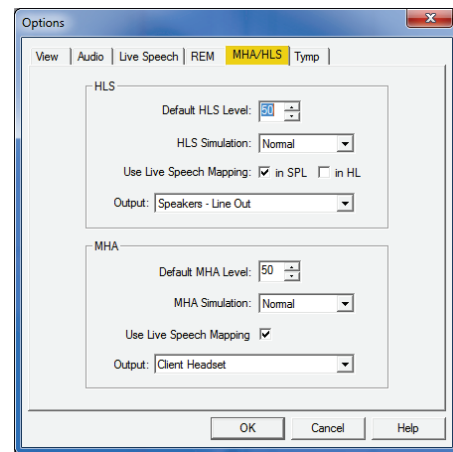 Options
View Audio Live Speech REM MHA/HLS Tymp
HLS
Default HLS Level: 50
HLS Simulation: Normal
Use Live Speech Mapping: in SPL in HL
Output: Speakers - Line Out
MHA
Default MHA Level: 50
MHA Simulation: Normal
Use Live Speech Mapping
Output: Client Headset
OK Cancel Help